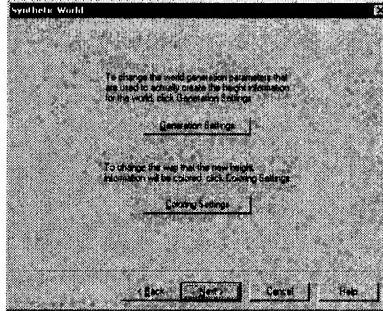 Synthetic World
To change the world generation parameters that
are used to actually create the height information
for the world, click Generation Settings
Generation Settings
To change the way that the new height
information will be colored, click Coloring Settings
Coloring Settings
< Back
Next >
Cancel
Help